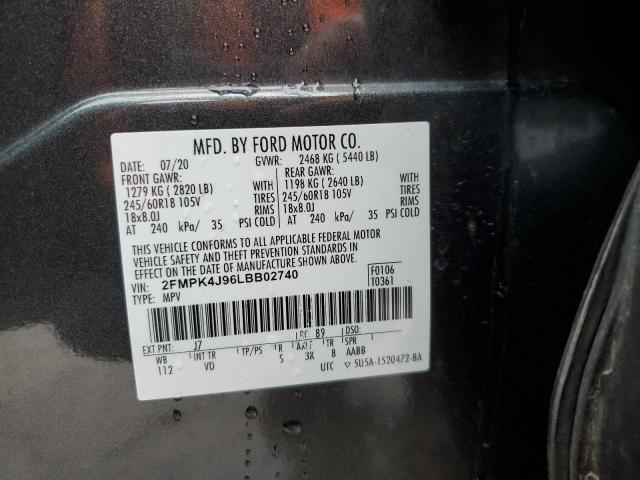 MFD. BY FORD MOTOR CO.
DATE: 07/20 GVWR: 2468 KG ( 5440 LB)
FRONT GAWR: REAR GAWR:
1279 KG ( 2820 LB) WITH 1198 KG ( 2640 LB) WITH
245/60R18 105V TIRES 245/60R18 105V TIRES
18x8.0J RIMS 18x8.0J RIMS
AT 240 kPa/ 35 PSI COLD AT 240 kPa/ 35 PSI COLD
THIS VEHICLE CONFORMS TO ALL APPLICABLE FEDERAL MOTOR
VEHICLE SAFETY AND THEFT PREVENTION STANDARDS IN
EFFECT ON THE DATE OF MANUFACTURE SHOWN ABOVE.
VIN: 2FMPK4J96LBB02740 F0106
TYPE: MPV T0361
EXT PNT: J7 RC: B9 DSO:
WB INT TR TP/PS R AXLE TR SPR
112 VD S 3X 8 AABB
UTC ▽ 5U5A-1520472-BA